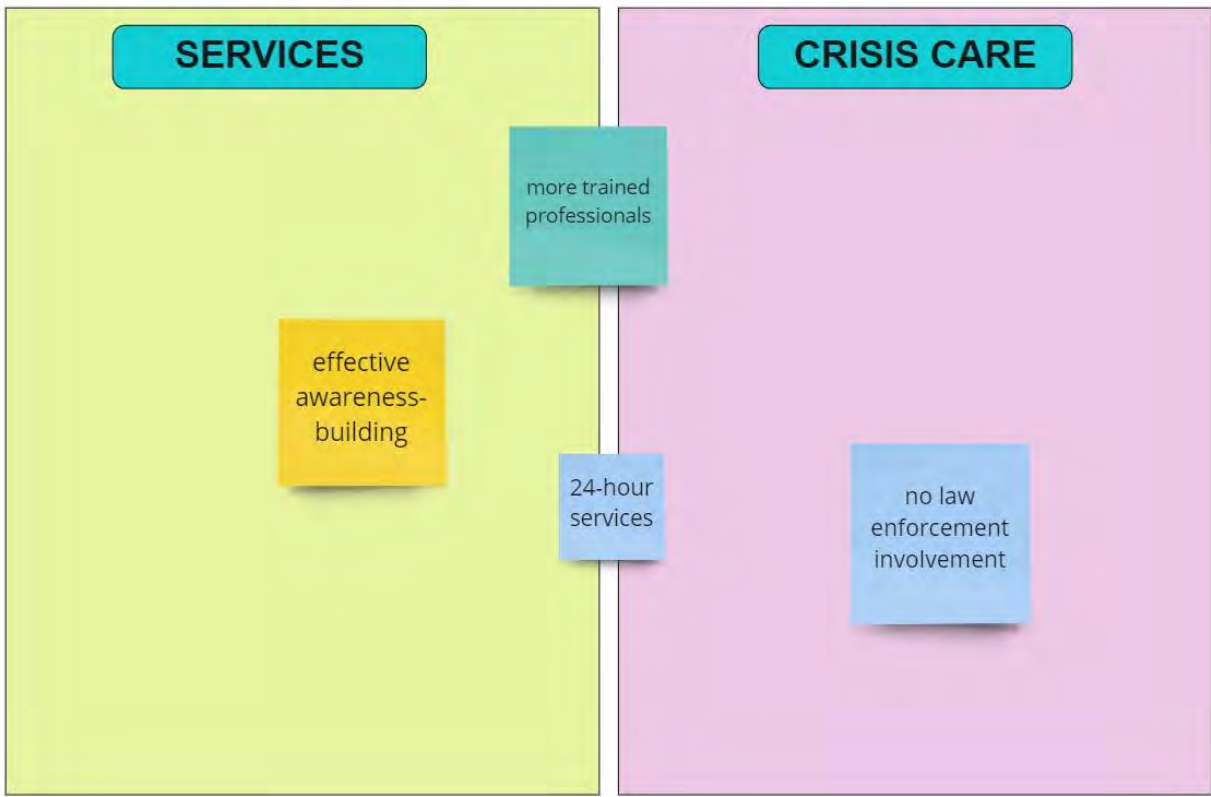 SERVICES
CRISIS CARE
more trained
professionals
effective
awareness-
building
24-hour
services
no law
enforcement
involvement